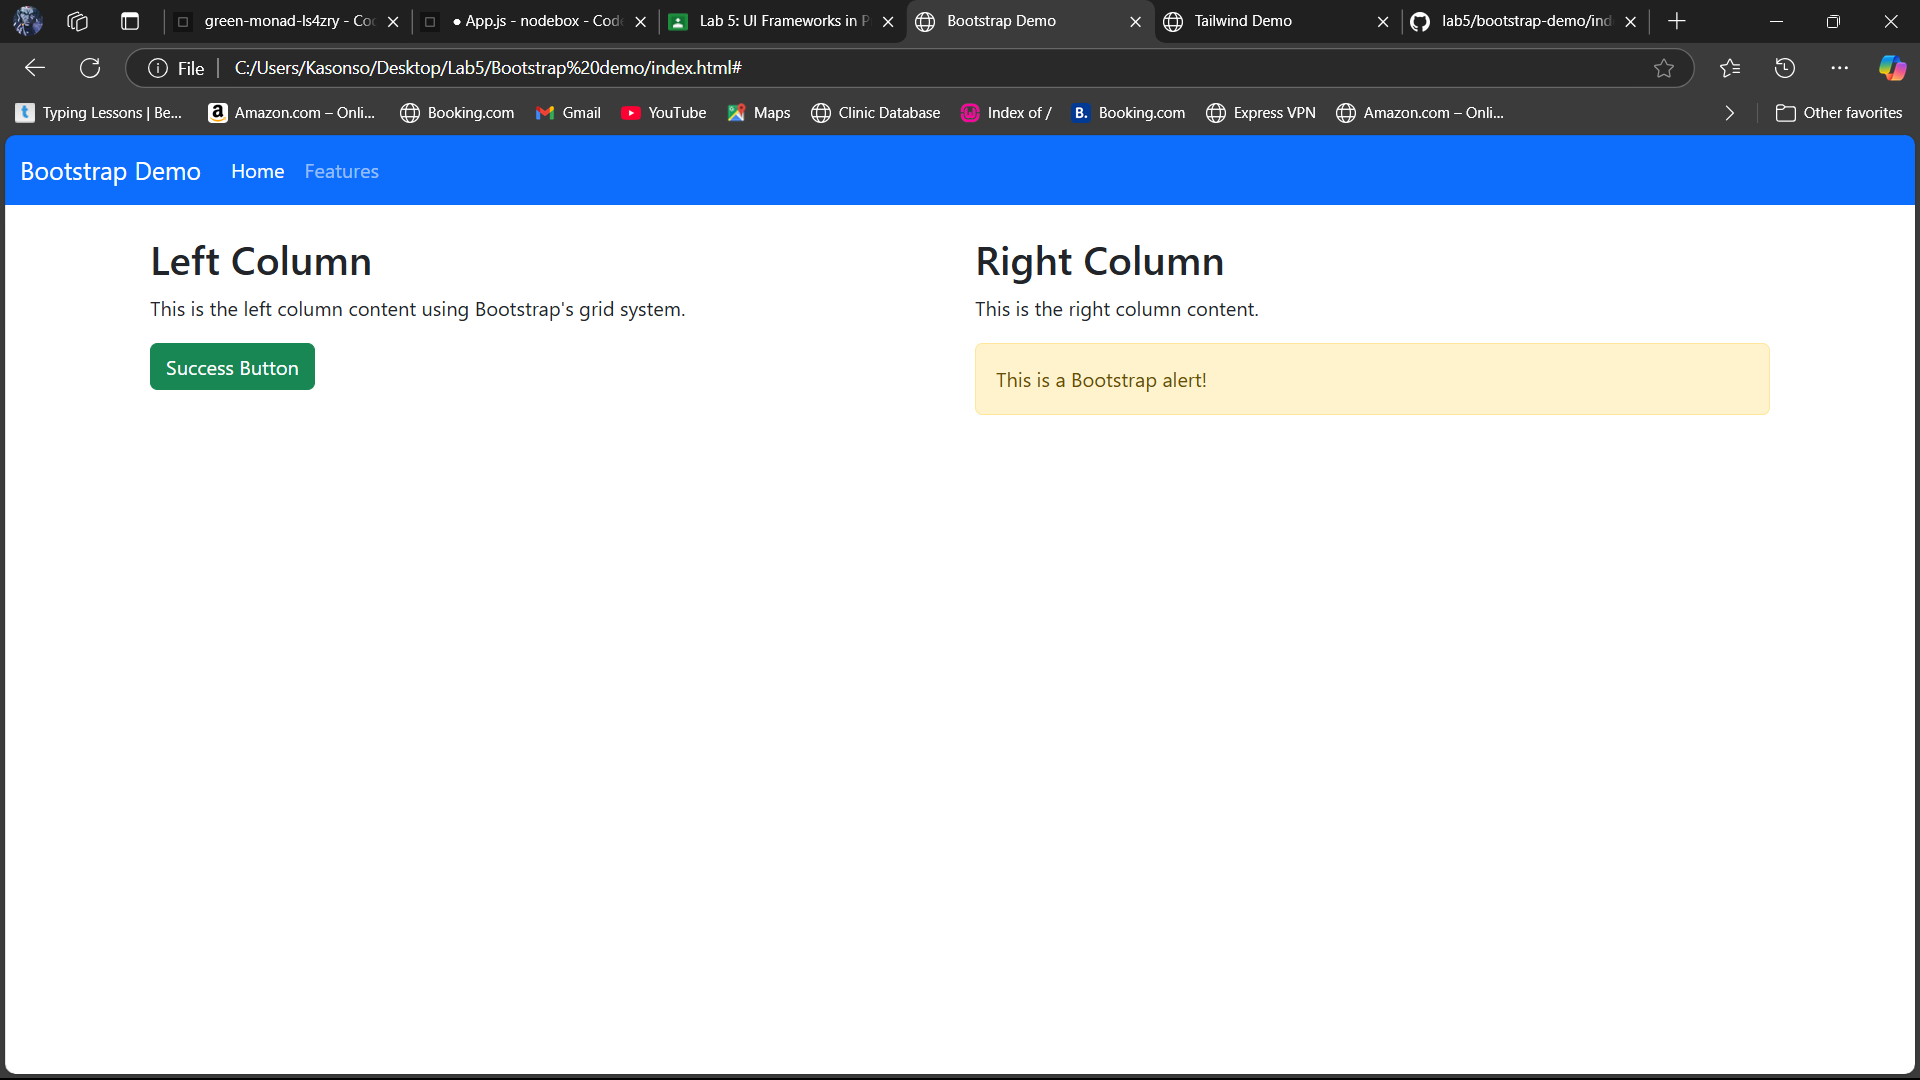 green-monad-ls4zry - Coc
• App.js - nodebox - Code
Lab 5: UI Frameworks in P
Bootstrap Demo
Tailwind Demo
lab5/bootstrap-demo/ind
File
C:/Users/Kasonso/Desktop/Lab5/Bootstrap%20demo/index.html#
Typing Lessons | Be...
Amazon.com – Onli...
Booking.com
Gmail
YouTube
Maps
Clinic Database
Index of /
Booking.com
Express VPN
Amazon.com – Onli...
Other favorites
Bootstrap Demo
Home
Features
Left Column
This is the left column content using Bootstrap's grid system.
Success Button
Right Column
This is the right column content.
This is a Bootstrap alert!